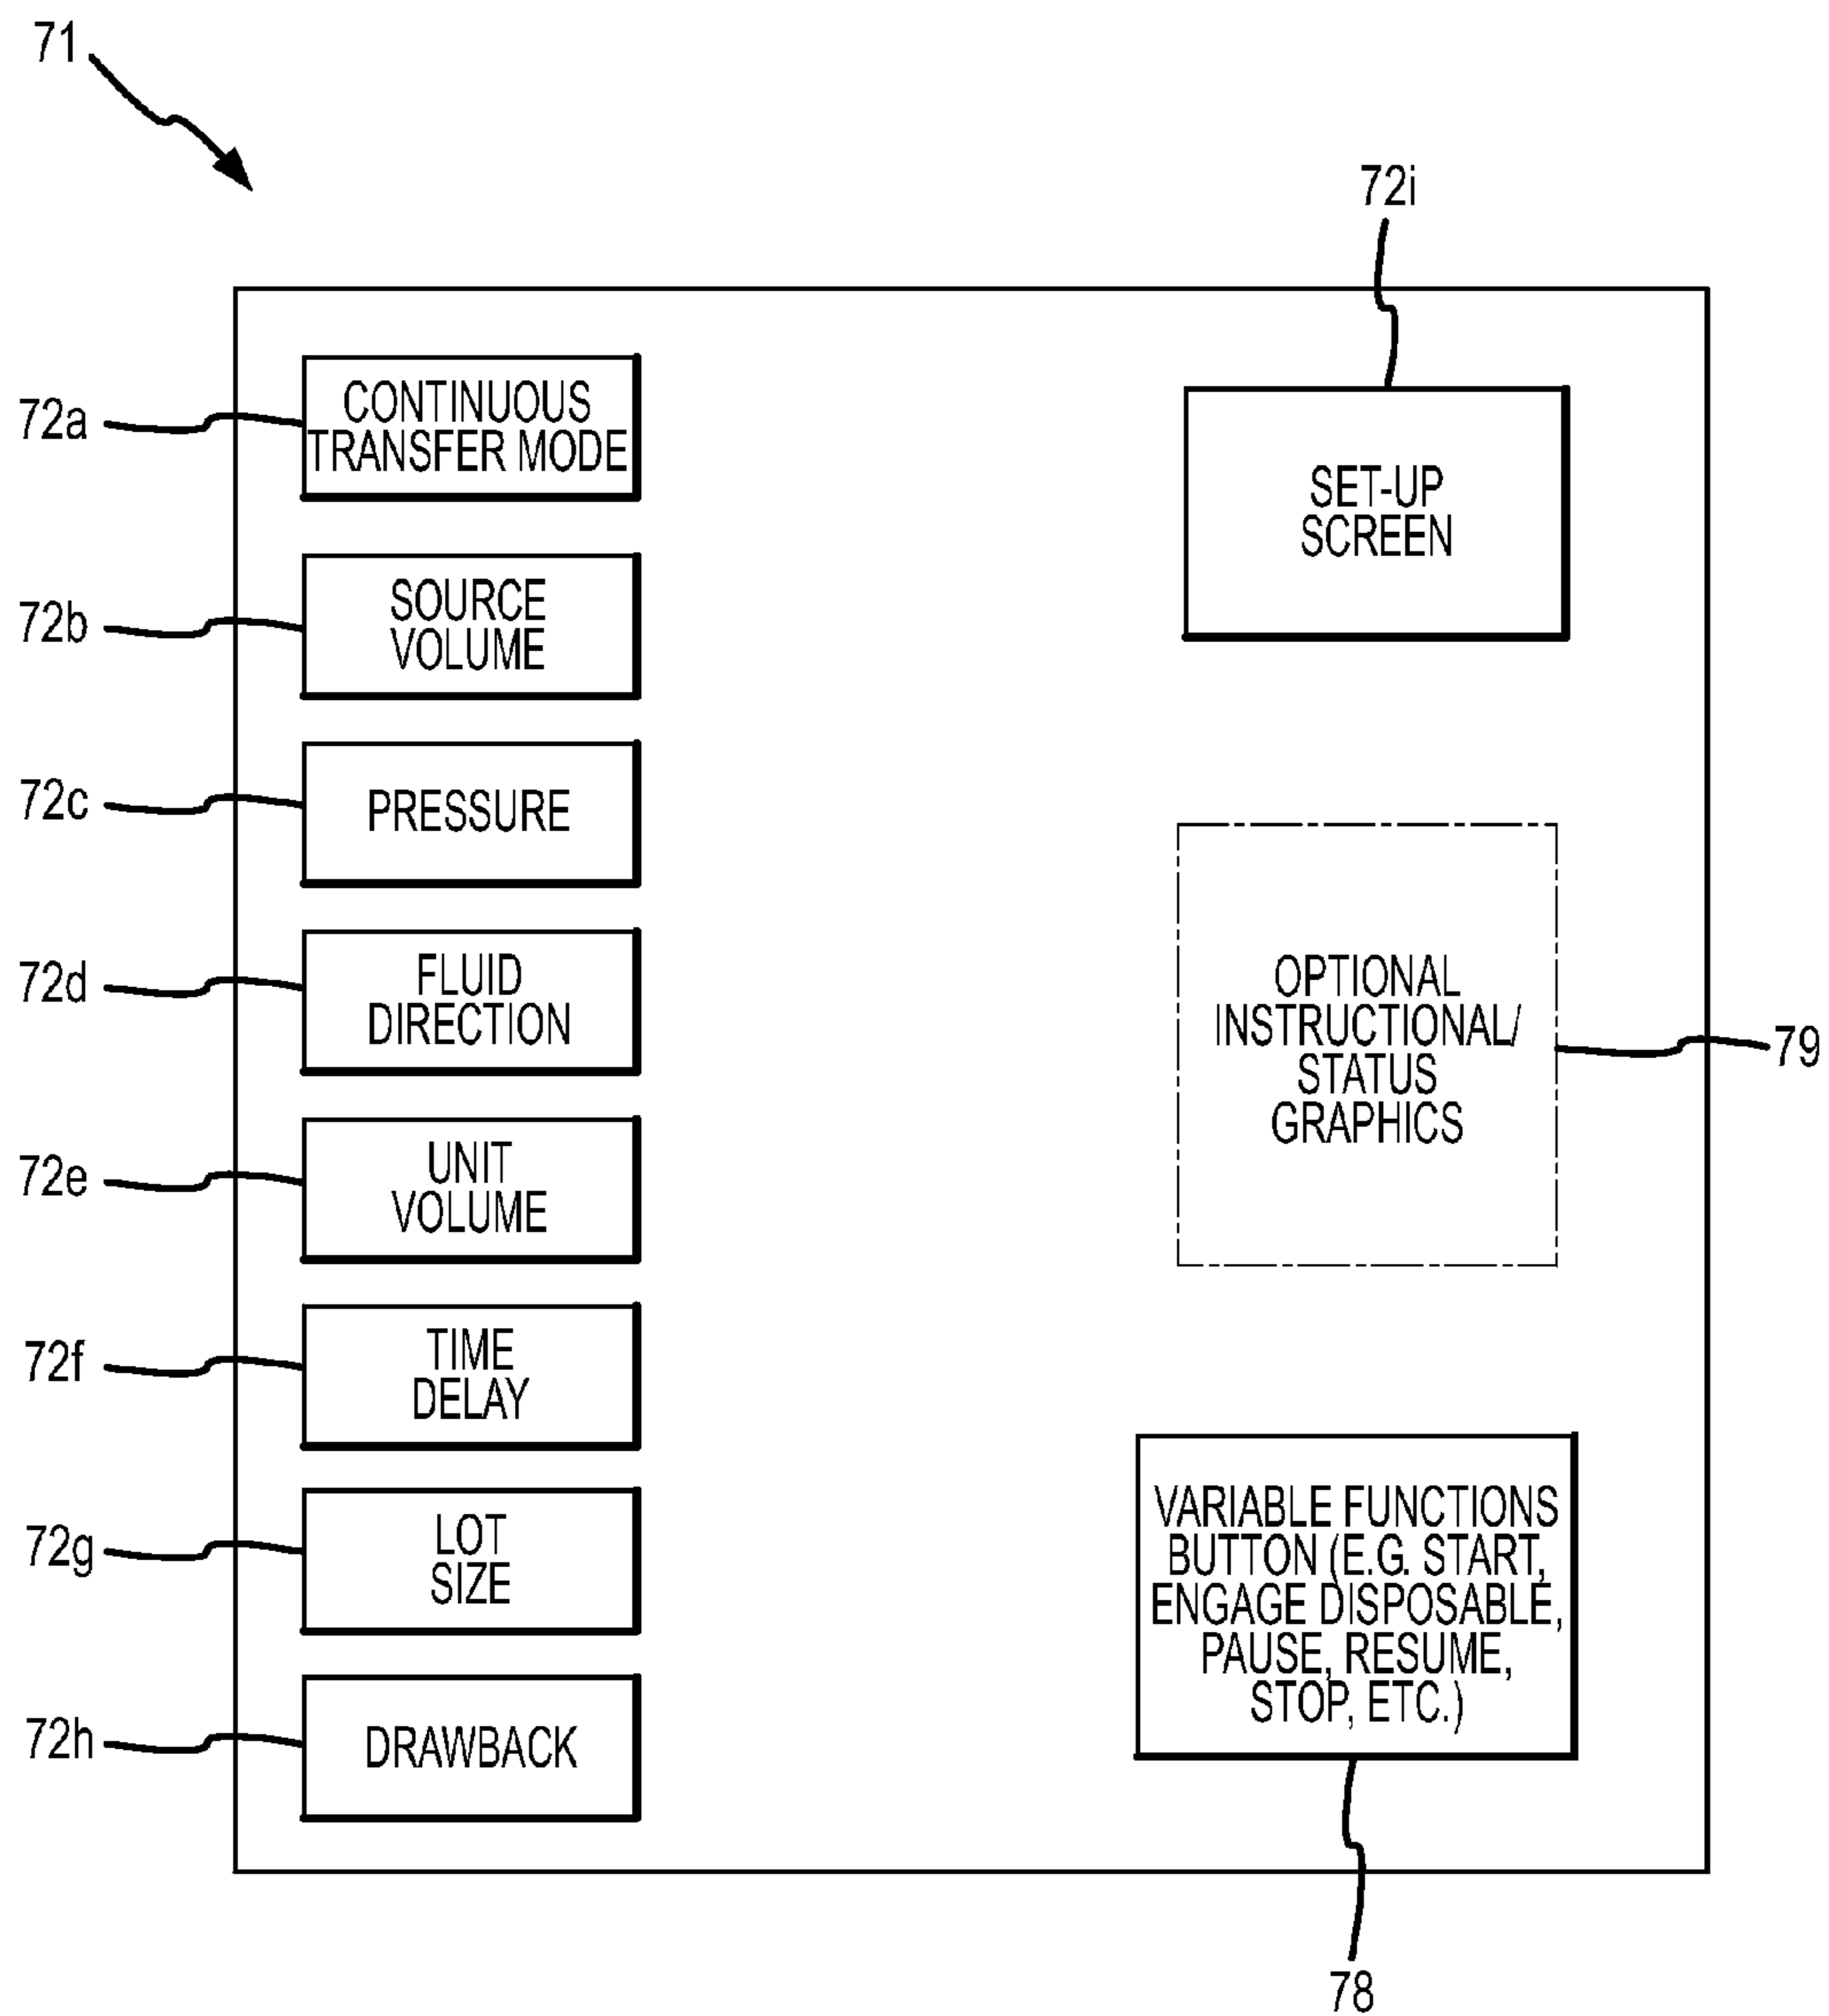 71
72i
72a
CONTINUOUS
TRANSFER MODE
SET-UP
SCREEN
72b
SOURCE
VOLUME
72c
PRESSURE
72d
FLUID
DIRECTION
OPTIONAL
INSTRUCTIONAL/
STATUS
GRAPHICS
79
72e
UNIT
VOLUME
72f
TIME
DELAY
72g
LOT
SIZE
VARIABLE FUNCTIONS
BUTTON (E.G. START,
ENGAGE DISPOSABLE,
PAUSE, RESUME,
STOP, ETC.)
72h
DRAWBACK
78